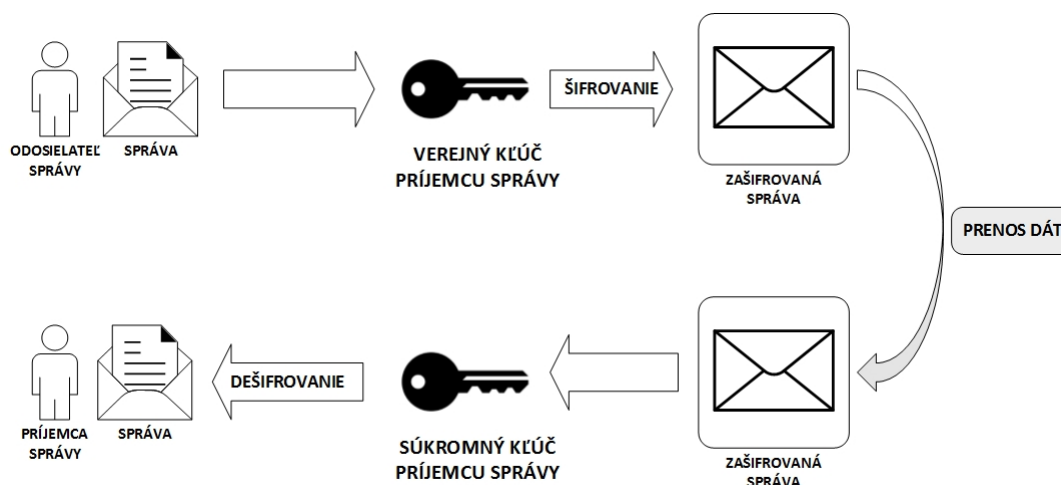 ODOSIELATEĽ
SPRÁVY
SPRÁVA
VEREJNÝ KĽÚČ
PRÍJEMCU SPRÁVY
ŠIFROVANIE
ZAŠIFROVANÁ
SPRÁVA
PRENOS DÁT
PRÍJEMCA
SPRÁVY
SPRÁVA
DEŠIFROVANIE
SÚKROMNÝ KĽÚČ
PRÍJEMCU SPRÁVY
ZAŠIFROVANÁ
SPRÁVA